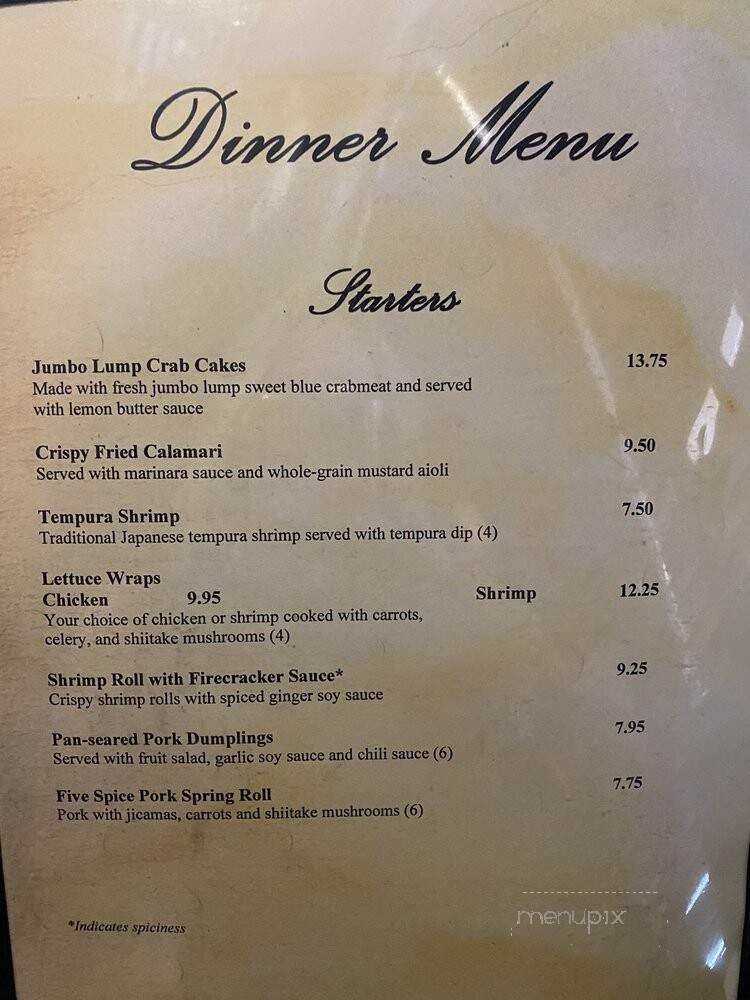 Dinner Menu
Starters
Jumbo Lump Crab Cakes 13.75
Made with fresh jumbo lump sweet blue crabmeat and served
with lemon butter sauce
Crispy Fried Calamari 9.50
Served with marinara sauce and whole-grain mustard aioli
Tempura Shrimp 7.50
Traditional Japanese tempura shrimp served with tempura dip (4)
Lettuce Wraps
Chicken 9.95 Shrimp 12.25
Your choice of chicken or shrimp cooked with carrots,
celery, and shiitake mushrooms (4)
Shrimp Roll with Firecracker Sauce* 9.25
Crispy shrimp rolls with spiced ginger soy sauce
Pan-seared Pork Dumplings 7.95
Served with fruit salad, garlic soy sauce and chili sauce (6)
Five Spice Pork Spring Roll 7.75
Pork with jicamas, carrots and shiitake mushrooms (6)
*Indicates spiciness
menupix